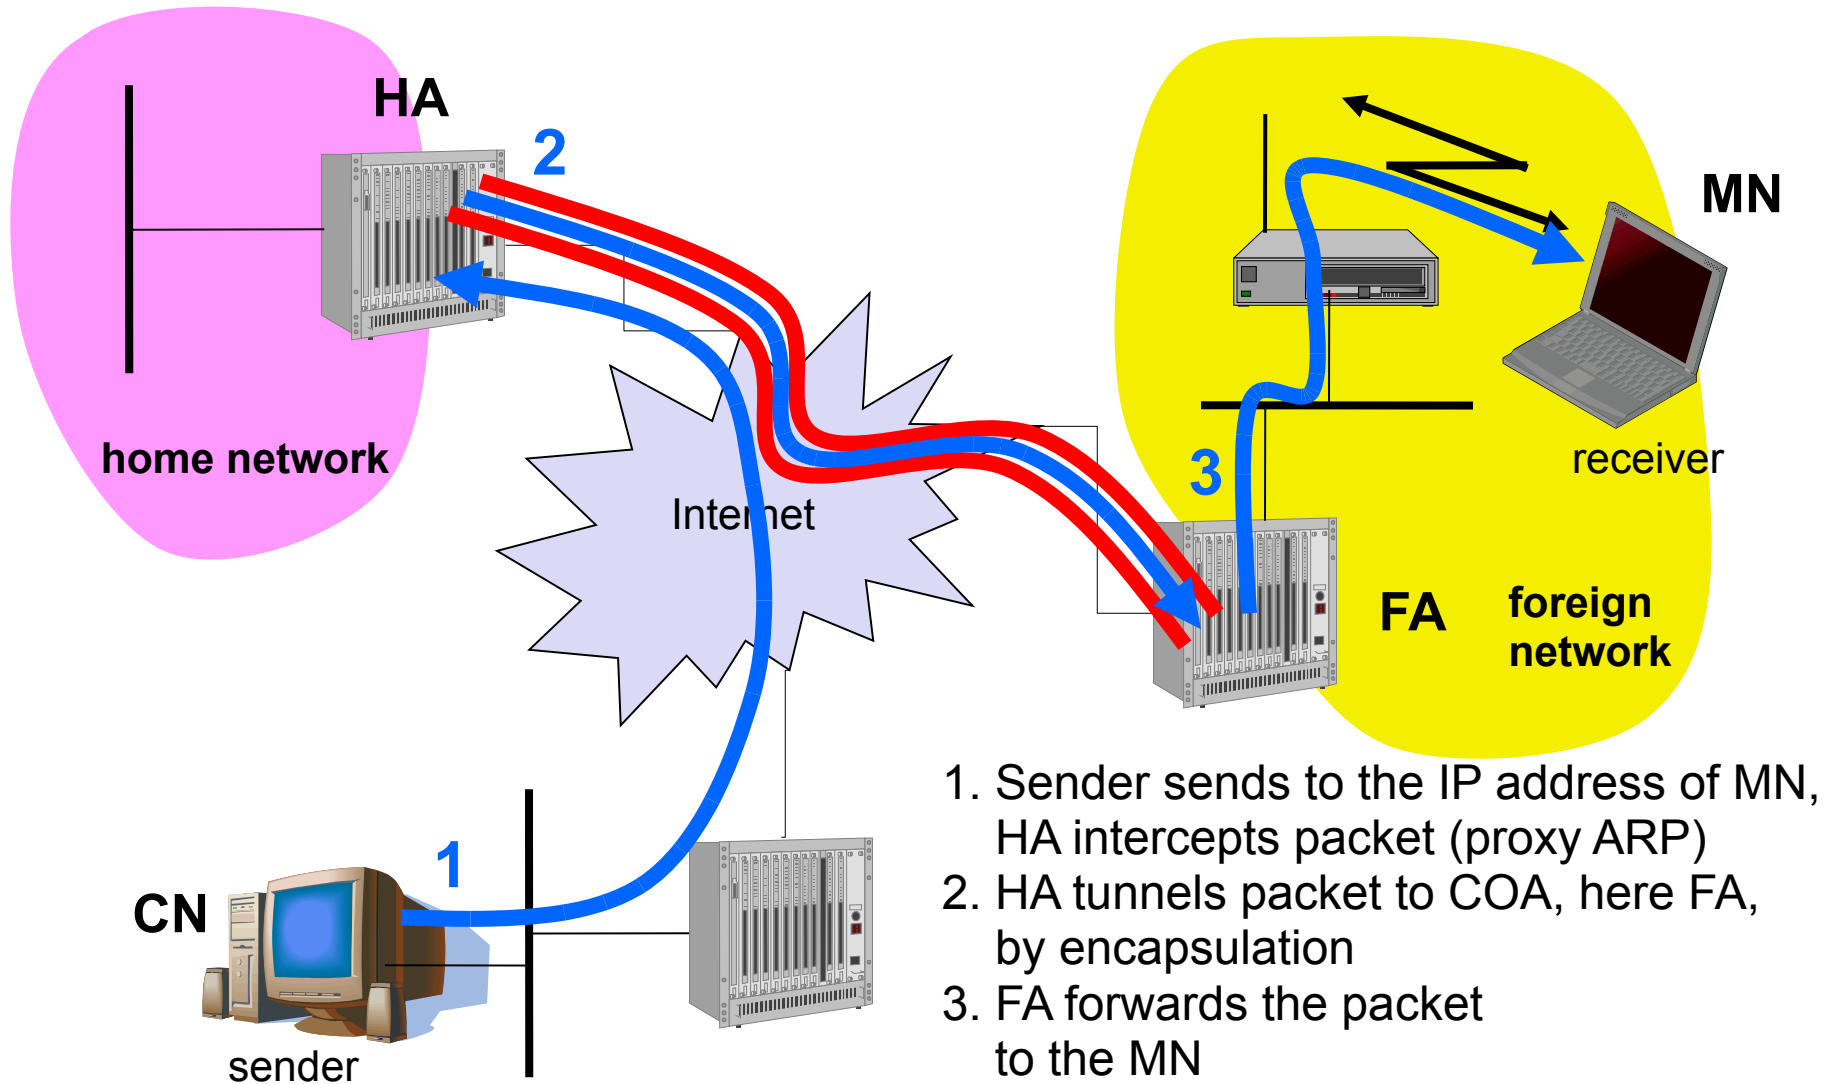 HA
2
MN
home network
receiver
3
Internet
FA
foreign
network
1
CN
sender
1. Sender sends to the IP address of MN,
HA intercepts packet (proxy ARP)
2. HA tunnels packet to COA, here FA,
by encapsulation
3. FA forwards the packet
to the MN